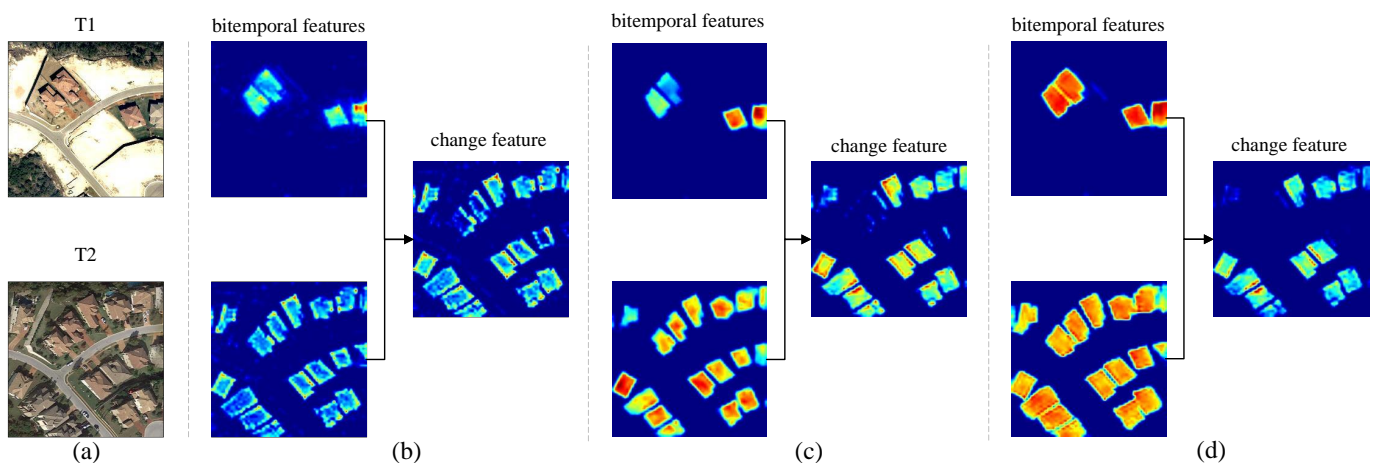 T1
T2
(a)
bitemporal features
change feature
(b)
bitemporal features
change feature
(c)
bitemporal features
change feature
(d)